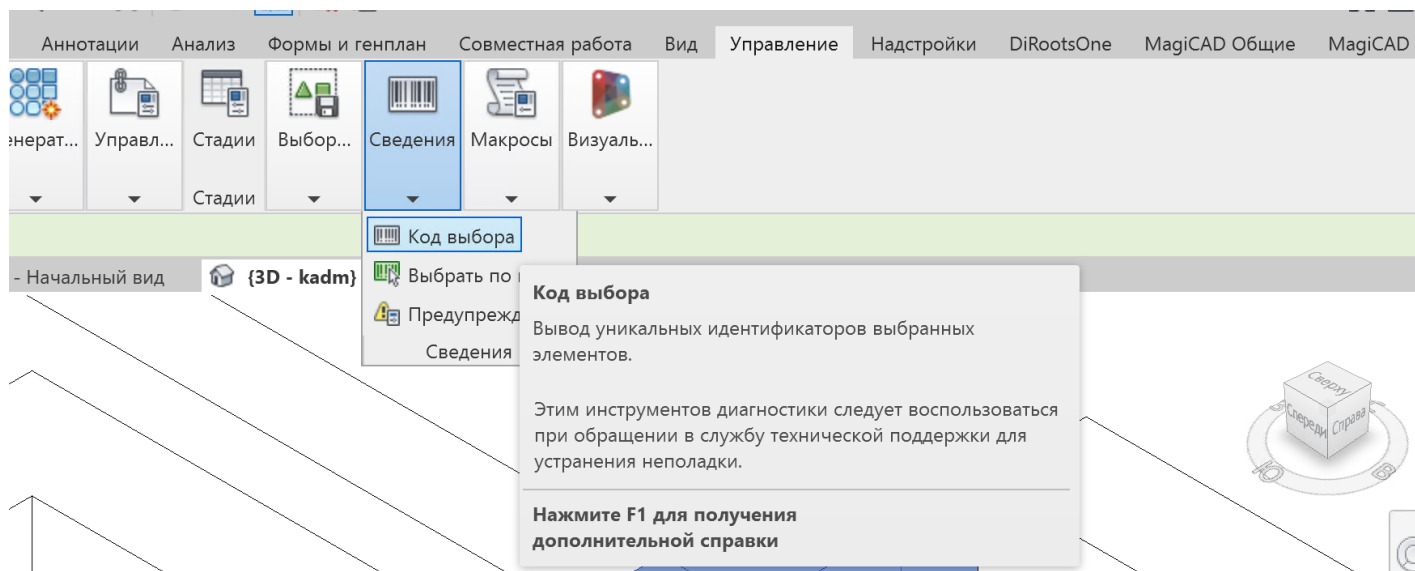 Аннотации Анализ Формы и генплан Совместная работа Вид Управление Надстройки DiRootsOne MagiCAD Общие MagiCAD
енерат... Управл... Стадии Выбор... Сведения Макросы Визуаль...
Стадии
Код выбора
- Начальный вид {3D - kadm} Выбрать по
Предупрежд
Сведения
Код выбора
Вывод уникальных идентификаторов выбранных
элементов.
Этим инструментов диагностики следует воспользоваться
при обращении в службу технической поддержки для
устранения неполадки.
Нажмите F1 для получения
дополнительной справки
Сверху
Спереди Справа
Ю В